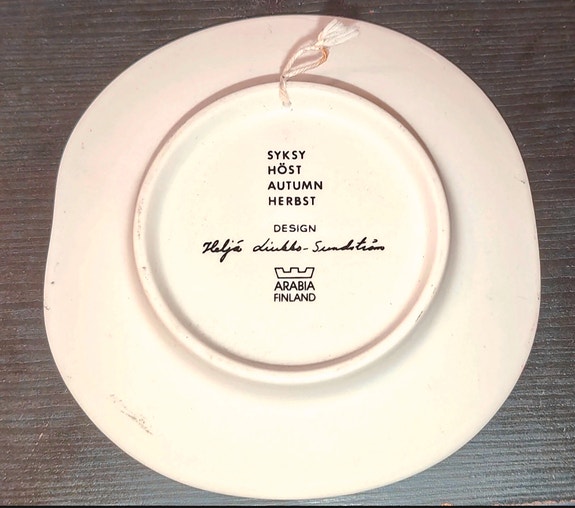 SYKSY
HÖST
AUTUMN
HERBST
DESIGN
Heljä Liukko-Sundström
ARABIA
FINLAND